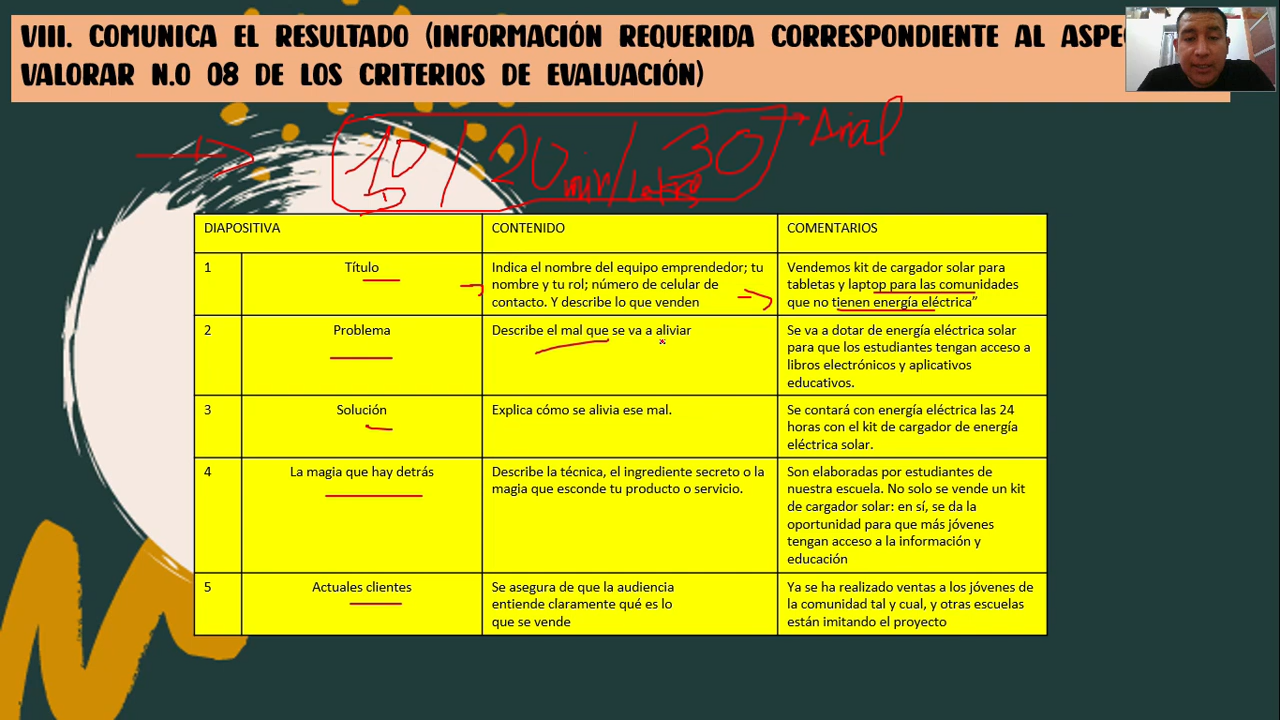 VIII. COMUNICA EL RESULTADO (INFORMACIÓN REQUERIDA CORRESPONDIENTE AL
VALORAR N.O 08 DE LOS CRITERIOS DE EVALUACIÓN)
10 / 20 min / Letra 30 → Arial
DIAPOSITIVA CONTENIDO COMENTARIOS
1 Título
Indica el nombre del equipo emprendedor; tu
nombre y tu rol; número de celular de
contacto. Y describe lo que venden
Vendemos kit de cargador solar para
tabletas y laptop para las comunidades
que no tienen energía eléctrica”
2 Problema
Describe el mal que se va a aliviar
Se va a dotar de energía eléctrica solar
para que los estudiantes tengan acceso a
libros electrónicos y aplicativos
educativos.
3 Solución
Explica cómo se alivia ese mal.
Se contará con energía eléctrica las 24
horas con el kit de cargador de energía
eléctrica solar.
4 La magia que hay detrás
Describe la técnica, el ingrediente secreto o la
magia que esconde tu producto o servicio.
Son elaboradas por estudiantes de
nuestra escuela. No solo se vende un kit
de cargador solar: en sí, se da la
oportunidad para que más jóvenes
tengan acceso a la información y
educación
5 Actuales clientes
Se asegura de que la audiencia
entiende claramente qué es lo
que se vende
Ya se ha realizado ventas a los jóvenes de
la comunidad tal y cual, y otras escuelas
están imitando el proyecto